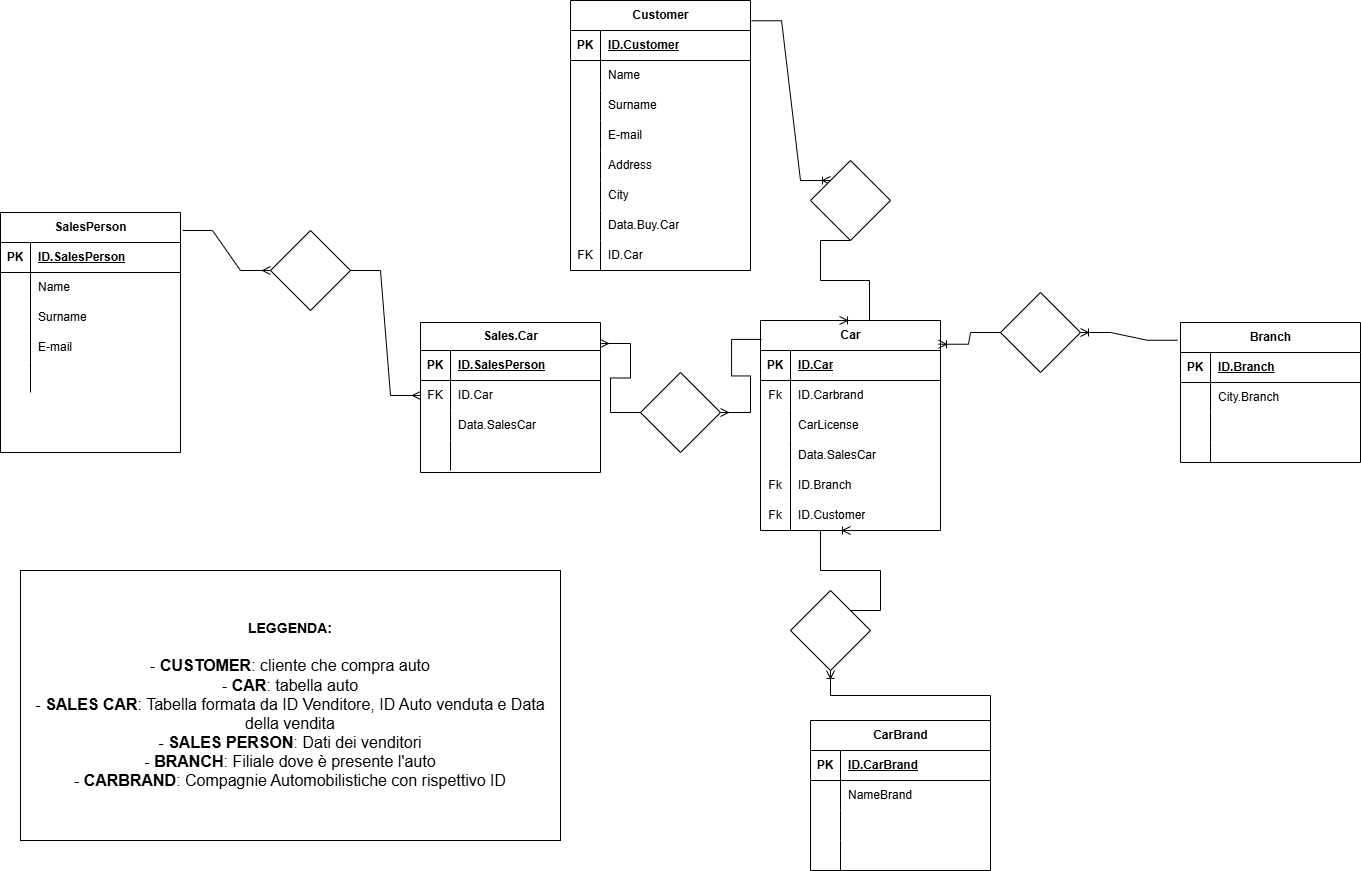 Customer
PK ID.Customer
Name
Surname
E-mail
Address
City
Data.Buy.Car
FK ID.Car
SalesPerson
PK ID.SalesPerson
Name
Surname
E-mail
Sales.Car
PK ID.SalesPerson
FK ID.Car
Data.SalesCar
Car
PK ID.Car
Fk ID.Carbrand
CarLicense
Data.SalesCar
Fk ID.Branch
Fk ID.Customer
Branch
PK ID.Branch
City.Branch
LEGGENDA:
- CUSTOMER: cliente che compra auto
- CAR: tabella auto
- SALES CAR: Tabella formata da ID Venditore, ID Auto venduta e Data
della vendita
- SALES PERSON: Dati dei venditori
- BRANCH: Filiale dove è presente l'auto
- CARBRAND: Compagnie Automobilistiche con rispettivo ID
CarBrand
PK ID.CarBrand
NameBrand